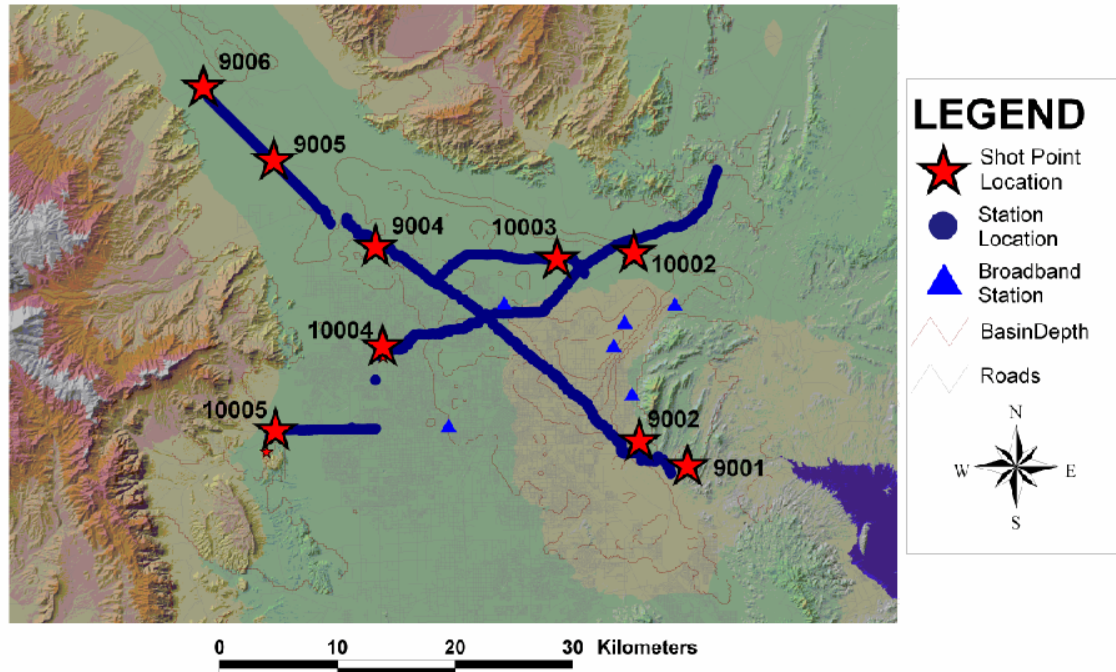 9006
9005
9004
10003
10002
10004
10005
9002
9001
LEGEND
Shot Point
Location
Station
Location
Broadband
Station
BasinDepth
Roads
N
W
E
S
0
10
20
30
Kilometers